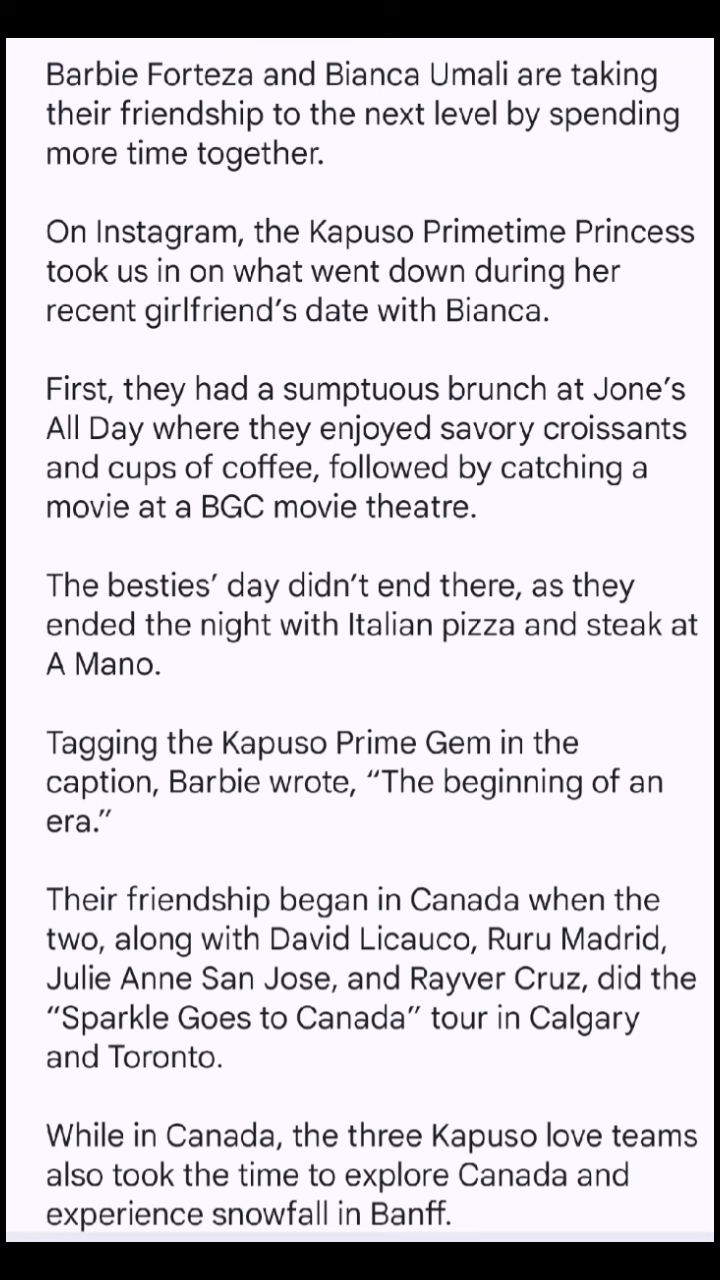 Barbie Forteza and Bianca Umali are taking
their friendship to the next level by spending
more time together.
On Instagram, the Kapuso Primetime Princess
took us in on what went down during her
recent girlfriend’s date with Bianca.
First, they had a sumptuous brunch at Jone’s
All Day where they enjoyed savory croissants
and cups of coffee, followed by catching a
movie at a BGC movie theatre.
The besties’ day didn’t end there, as they
ended the night with Italian pizza and steak at
A Mano.
Tagging the Kapuso Prime Gem in the
caption, Barbie wrote, “The beginning of an
era.”
Their friendship began in Canada when the
two, along with David Licauco, Ruru Madrid,
Julie Anne San Jose, and Rayver Cruz, did the
“Sparkle Goes to Canada” tour in Calgary
and Toronto.
While in Canada, the three Kapuso love teams
also took the time to explore Canada and
experience snowfall in Banff.